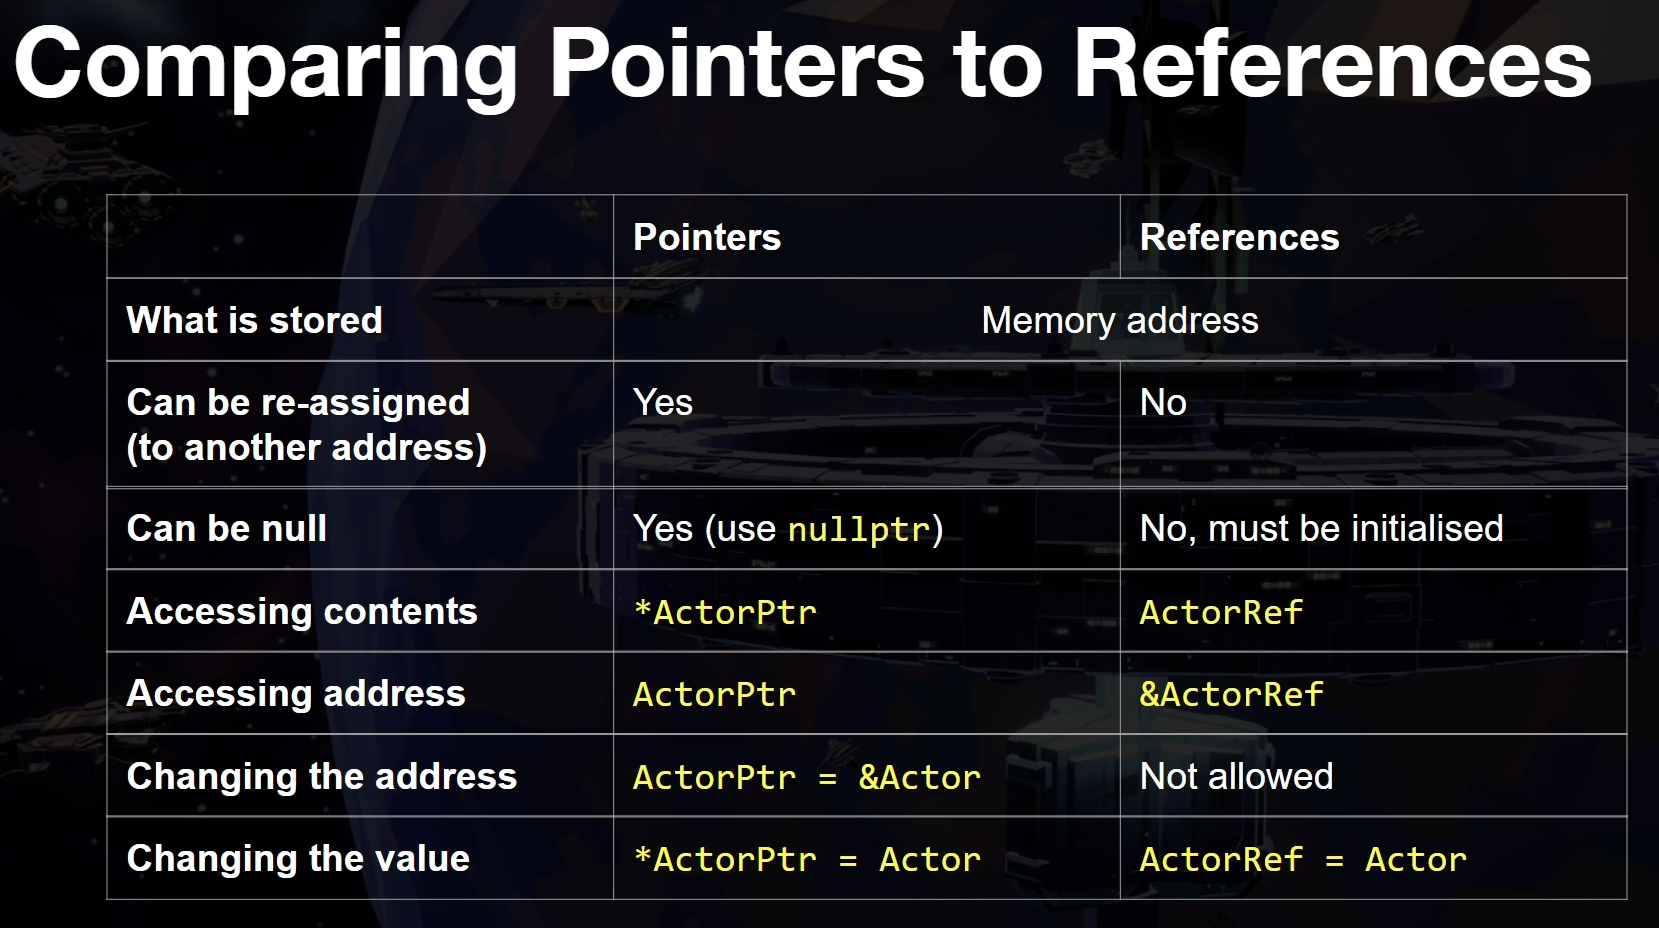 Comparing Pointers to References
Pointers References
What is stored Memory address
Can be re-assigned Yes No
(to another address)
Can be null Yes (use nullptr) No, must be initialised
Accessing contents *ActorPtr ActorRef
Accessing address ActorPtr &ActorRef
Changing the address ActorPtr = &Actor Not allowed
Changing the value *ActorPtr = Actor ActorRef = Actor